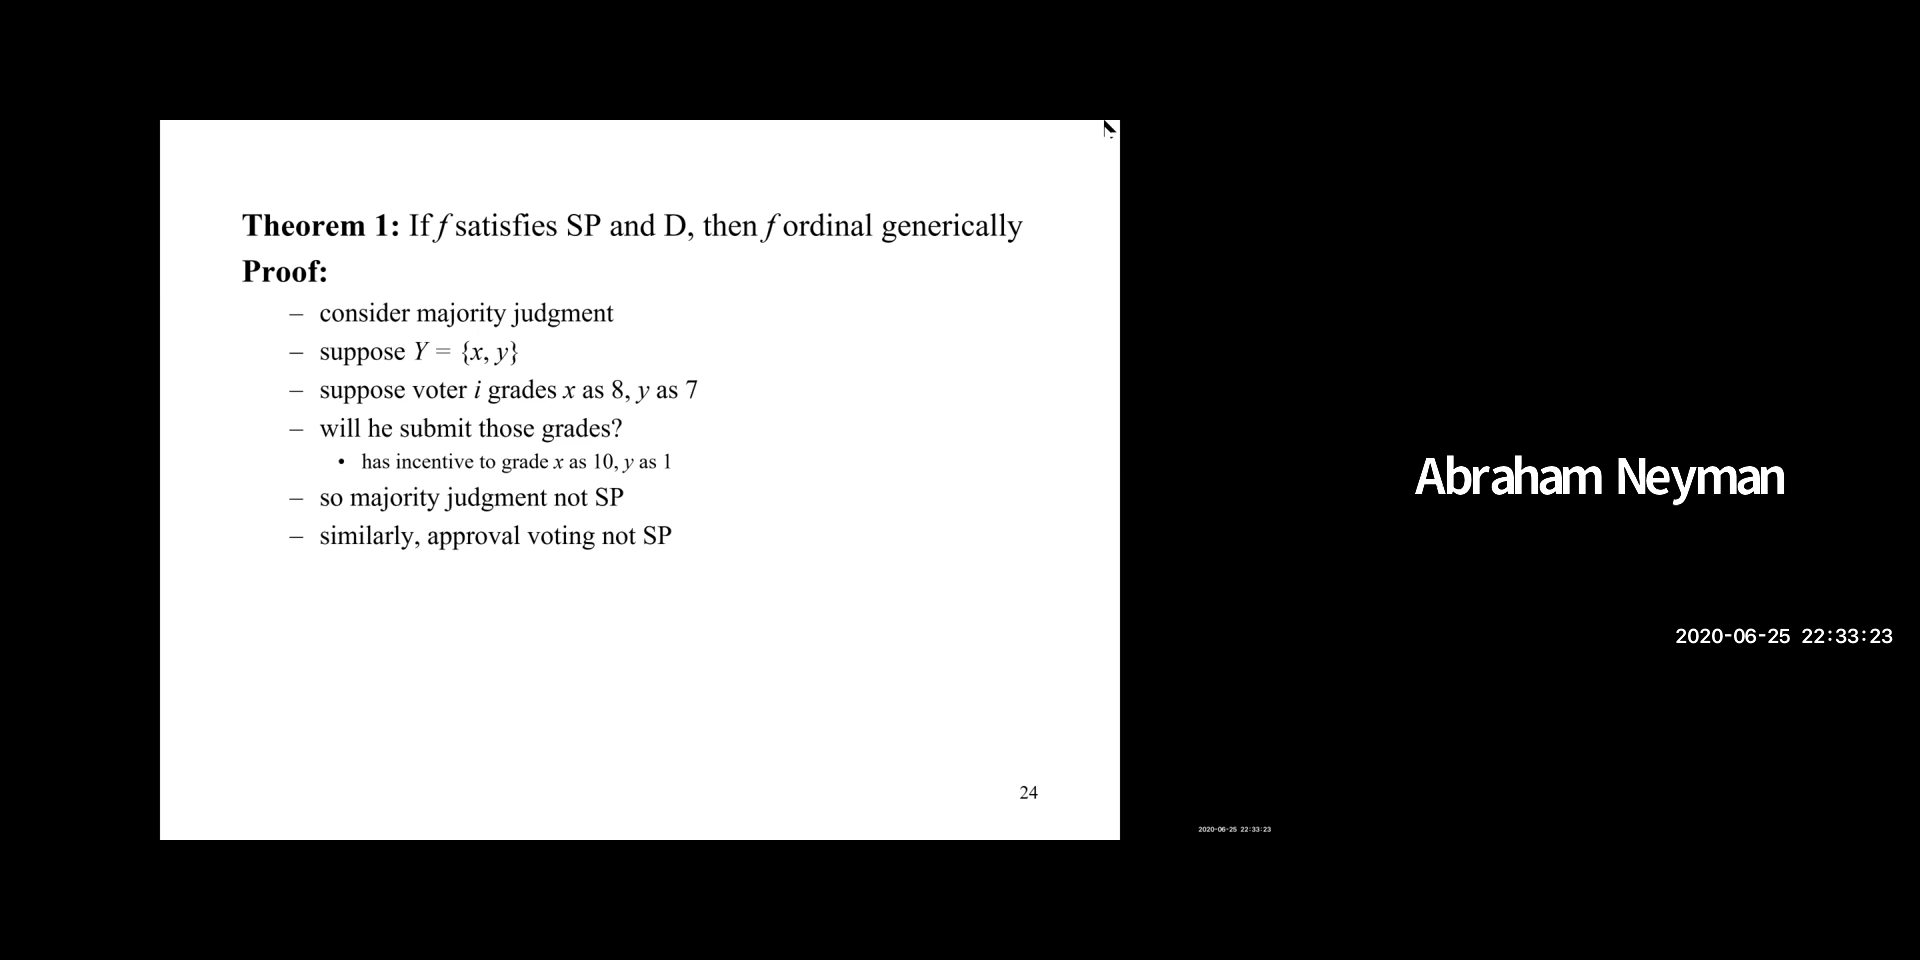 Theorem 1: If f satisfies SP and D, then f ordinal generically
Proof:
– consider majority judgment
– suppose Y = {x, y}
– suppose voter i grades x as 8, y as 7
– will he submit those grades?
• has incentive to grade x as 10, y as 1
– so majority judgment not SP
– similarly, approval voting not SP
24
Abraham Neyman
2020-06-25 22:33:23
2020-06-25 22:33:23